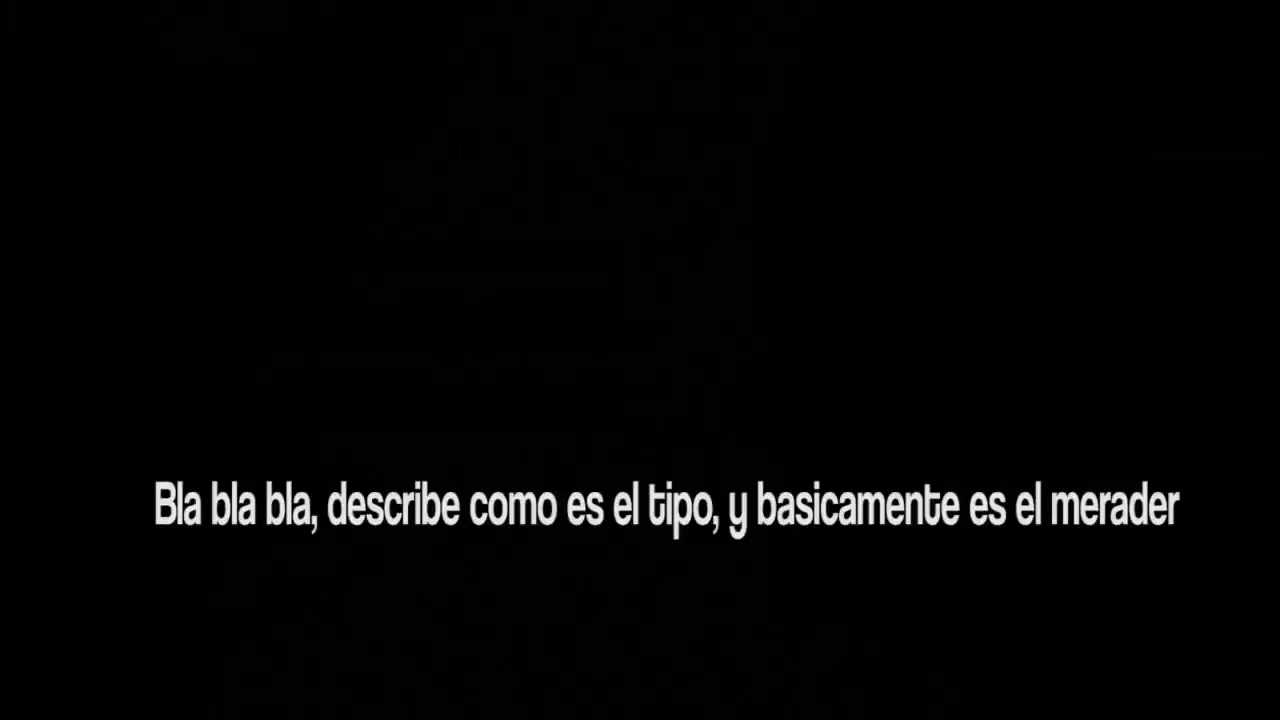 Bla bla bla, describe como es el tipo, y basicamente es el merader